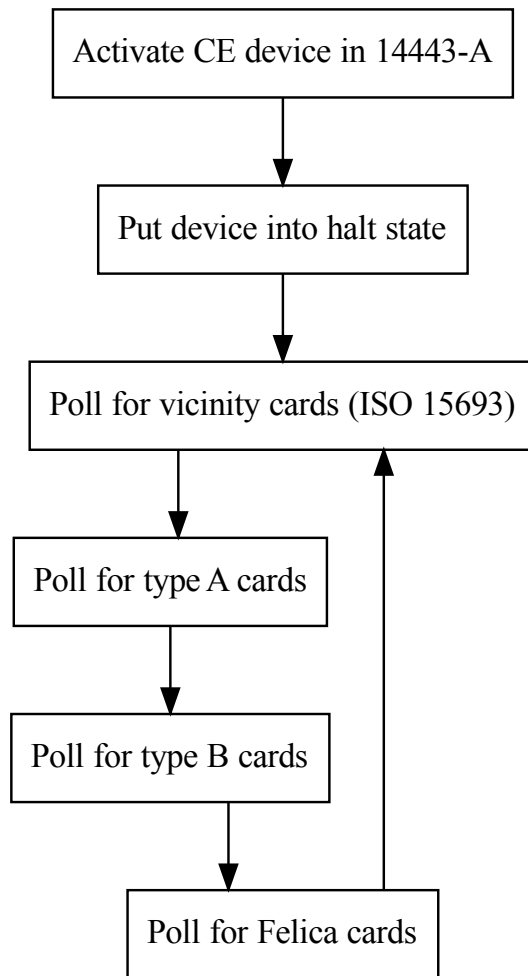 Activate CE device in 14443-A
Put device into halt state
Poll for vicinity cards (ISO 15693)
Poll for type A cards
Poll for type B cards
Poll for Felica cards